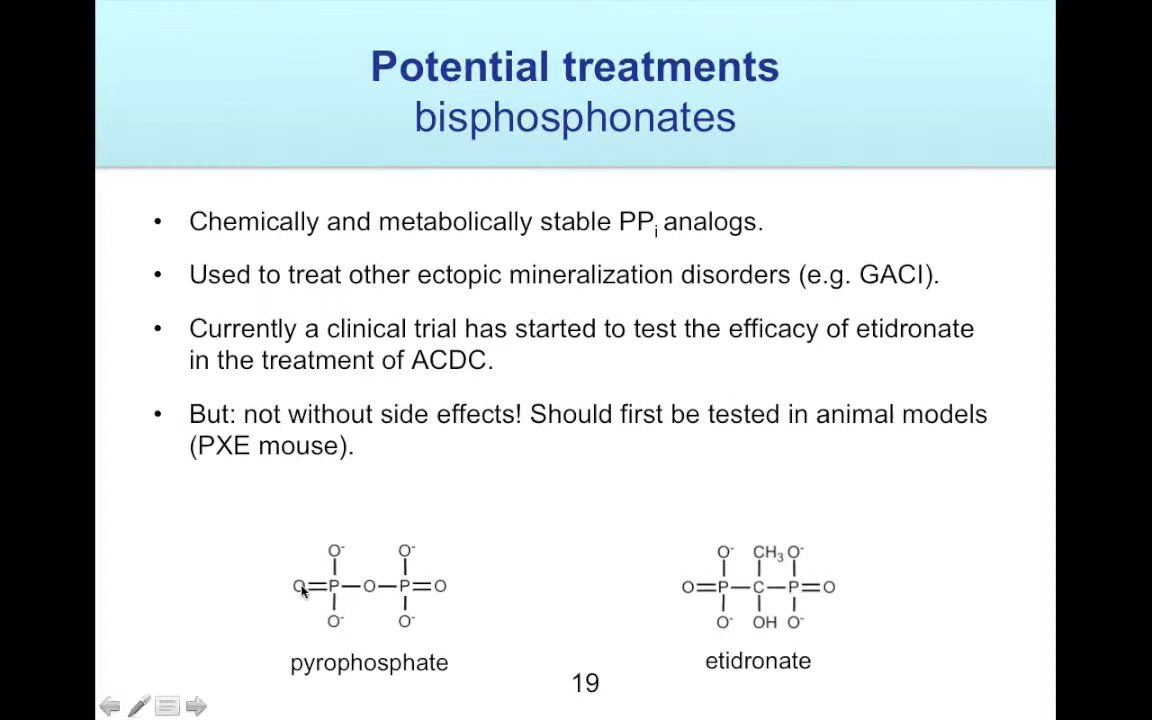 Potential treatments
bisphosphonates
• Chemically and metabolically stable PPi analogs.
• Used to treat other ectopic mineralization disorders (e.g. GACI).
• Currently a clinical trial has started to test the efficacy of etidronate
in the treatment of ACDC.
• But: not without side effects! Should first be tested in animal models
(PXE mouse).
O- O-
O=P—O—P=O
O- O-
pyrophosphate
O- CH3 O-
O=P—C—P=O
O- OH O-
etidronate
19